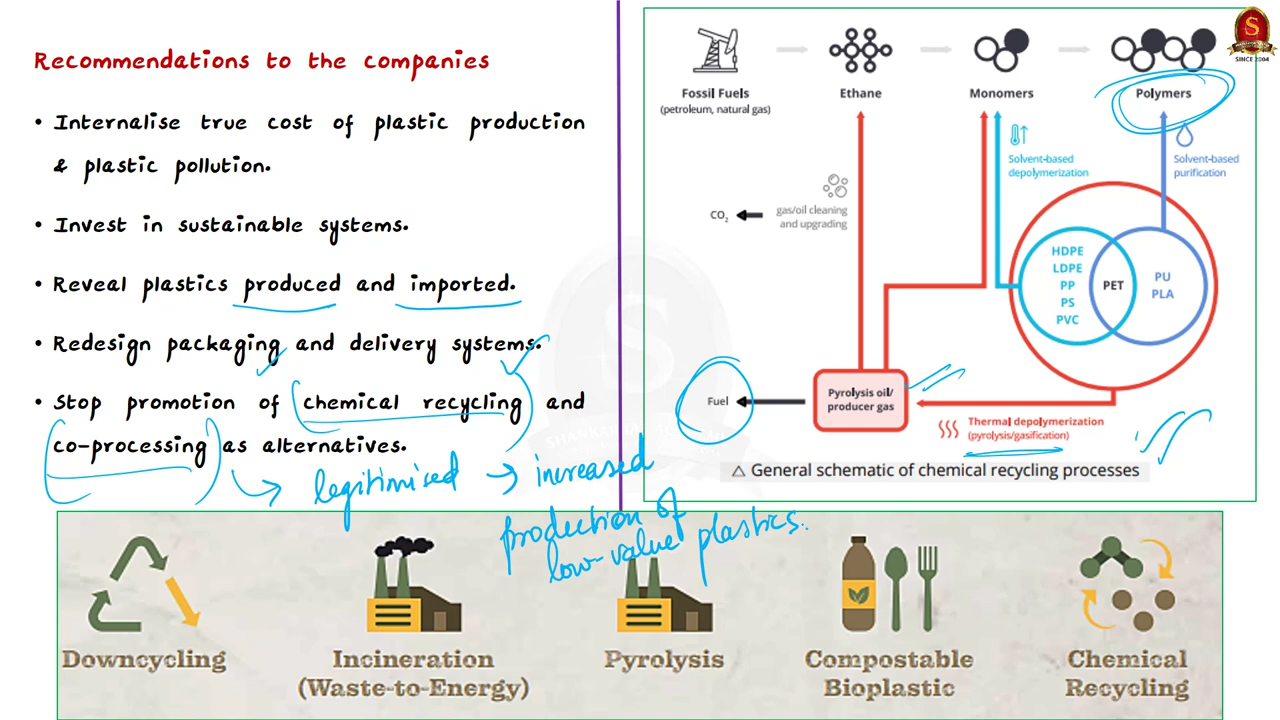 Recommendations to the companies
• Internalise true cost of plastic production
& plastic pollution.
• Invest in sustainable systems.
• Reveal plastics produced and imported.
• Redesign packaging and delivery systems.
• Stop promotion of chemical recycling and
co-processing as alternatives.
legitimised → increased
production of
low-value plastics.
S
SINCE 2004
Fossil Fuels
(petroleum, natural gas)
Ethane
Monomers
Polymers
Solvent-based
depolymerization
Solvent-based
purification
CO₂
gas/oil cleaning
and upgrading
HDPE
LDPE
PP
PS
PVC
PET
PU
PLA
Fuel
Pyrolysis oil/
producer gas
Thermal depolymerization
(pyrolysis/gasification)
△ General schematic of chemical recycling processes
Downcycling
Incineration
(Waste-to-Energy)
Pyrolysis
Compostable
Bioplastic
Chemical
Recycling